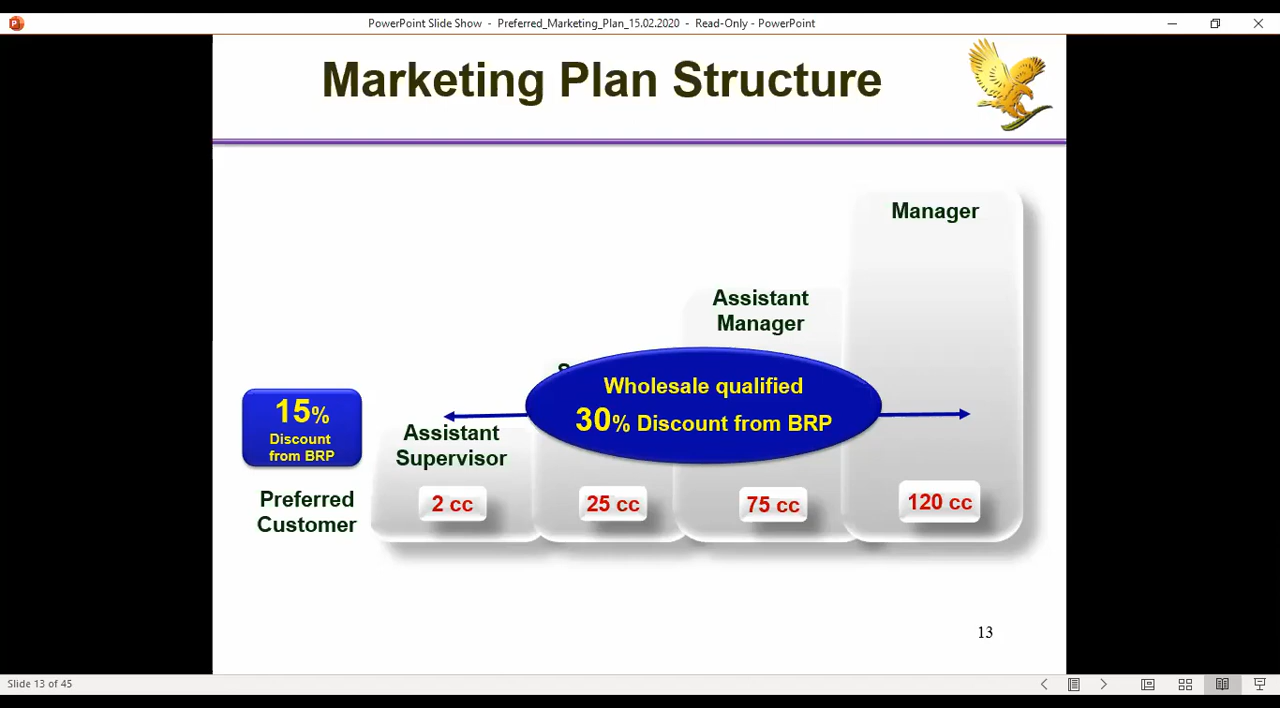 PowerPoint Slide Show - Preferred_Marketing_Plan_15.02.2020 - Read-Only - PowerPoint
Marketing Plan Structure
Manager
Assistant
Manager
Wholesale qualified
30% Discount from BRP
15%
Discount
from BRP
Assistant
Supervisor
Preferred
Customer
2 cc
25 cc
75 cc
120 cc
13
Slide 13 of 45